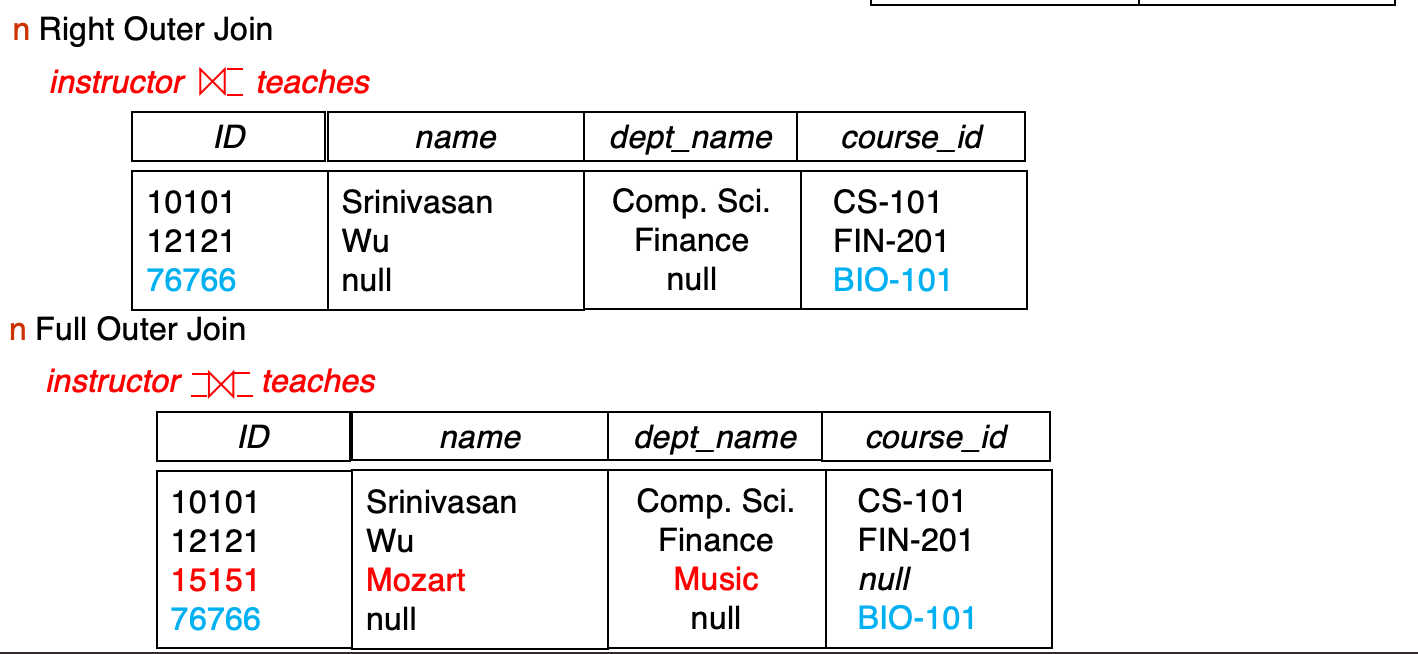 n Right Outer Join
instructor ⟖ teaches
ID name dept_name course_id
10101 Srinivasan Comp. Sci. CS-101
12121 Wu Finance FIN-201
76766 null null BIO-101
n Full Outer Join
instructor ⟗ teaches
ID name dept_name course_id
10101 Srinivasan Comp. Sci. CS-101
12121 Wu Finance FIN-201
15151 Mozart Music null
76766 null null BIO-101